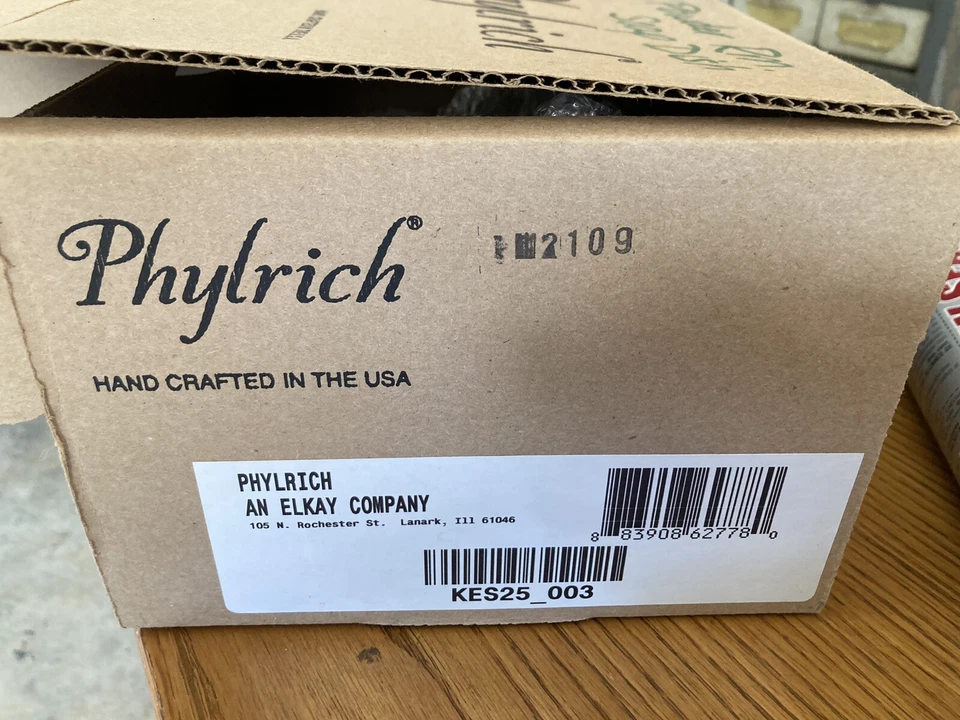 Phylrich®
2109
HAND CRAFTED IN THE USA
PHYLRICH
AN ELKAY COMPANY
105 N. Rochester St. Lanark, Ill 61046
8 83908 62778 0
KES25_003